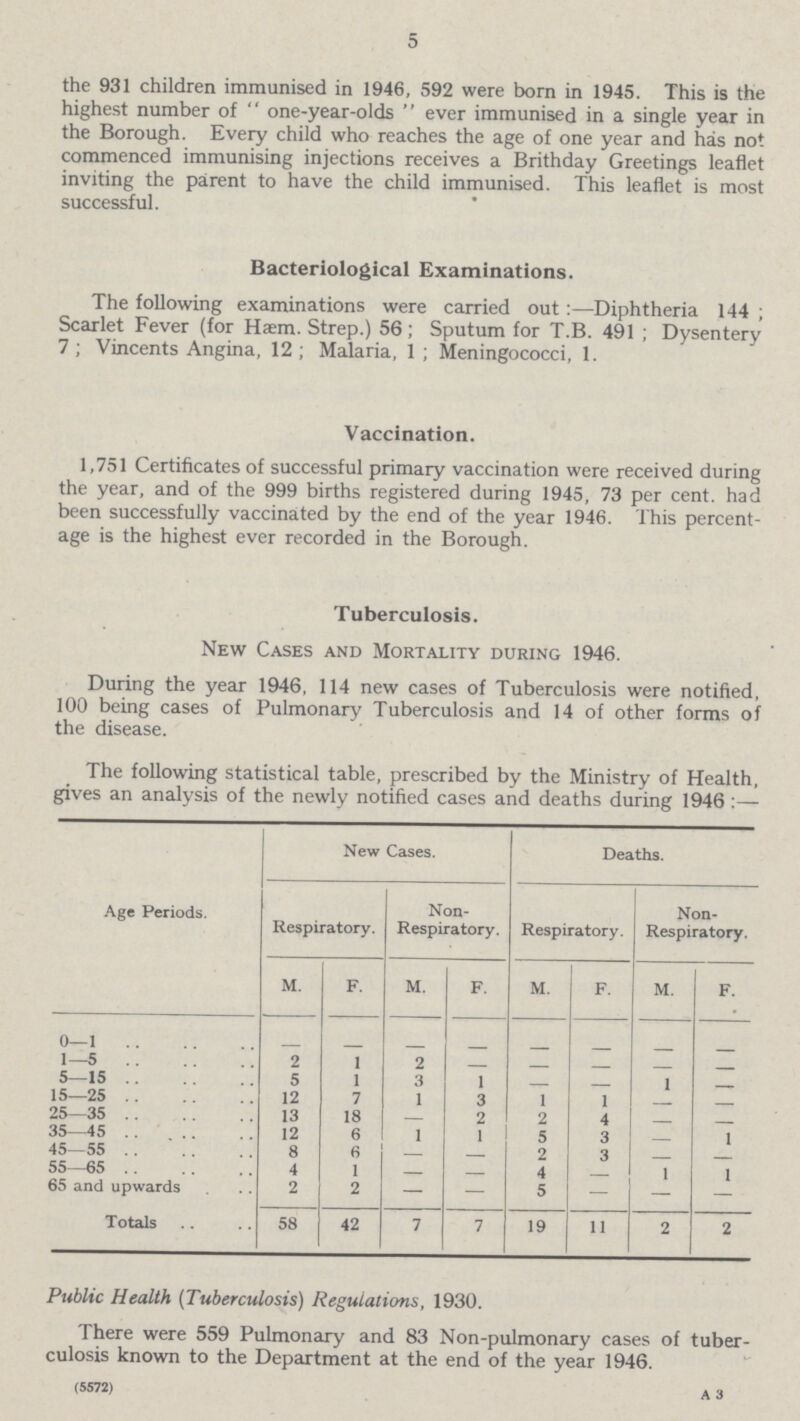 5
the 931 children immunised in 1946, 592 were born in 1945. This is the
highest number of " one-year-olds " ever immunised in a single year in
the Borough. Every child who reaches the age of one year and has not
commenced immunising injections receives a Brithday Greetings leaflet
inviting the parent to have the child immunised. This leaflet is most
successful.
Bacteriological Examinations.
The following examinations were carried out :—Diphtheria 144 ;
Scarlet Fever (for Hæm. Strep.) 56 ; Sputum for T.B. 491 ; Dysentery
7 ; Vincents Angina, 12 ; Malaria, 1 ; Meningococci, 1.
Vaccination.
1,751 Certificates of successful primary vaccination were received during
the year, and of the 999 births registered during 1945, 73 per cent. had
been successfully vaccinated by the end of the year 1946. This percent-
age is the highest ever recorded in the Borough.
Tuberculosis.
New Cases and Mortality during 1946.
During the year 1946, 114 new cases of Tuberculosis were notified,
100 being cases of Pulmonary Tuberculosis and 14 of other forms of
the disease.
The following statistical table, prescribed by the Ministry of Health,
gives an analysis of the newly notified cases and deaths during 1946 :—
Age Periods. New Cases. Deaths.
Respiratory. Non-Respiratory. Respiratory. Non-Respiratory.
M. F. M. F. M. F. M. F.
0—1 .. .. .. — — — — — — — —
1—5 .. .. .. 2 1 2 — — — — —
5—15 .. .. .. 5 1 3 1 — — 1 —
15—25 .. .. .. 12 7 1 3 1 1 — —
25—35 .. .. .. 13 18 — 2 2 4 — —
35—45 .. .. .. 12 6 1 1 5 3 — 1
45—55 .. .. .. 8 6 — — 2 3 — —
55—65 .. .. .. 4 1 — — 4 — 1 1
65 and upwards . .. 2 2 — — 5 — — —
Totals .. .. 58 42 7 7 19 11 2 2
Public Health (Tuberculosis) Regulations, 1930.
There were 559 Pulmonary and 83 Non-pulmonary cases of tuber-
culosis known to the Department at the end of the year 1946.
(5572) A 3